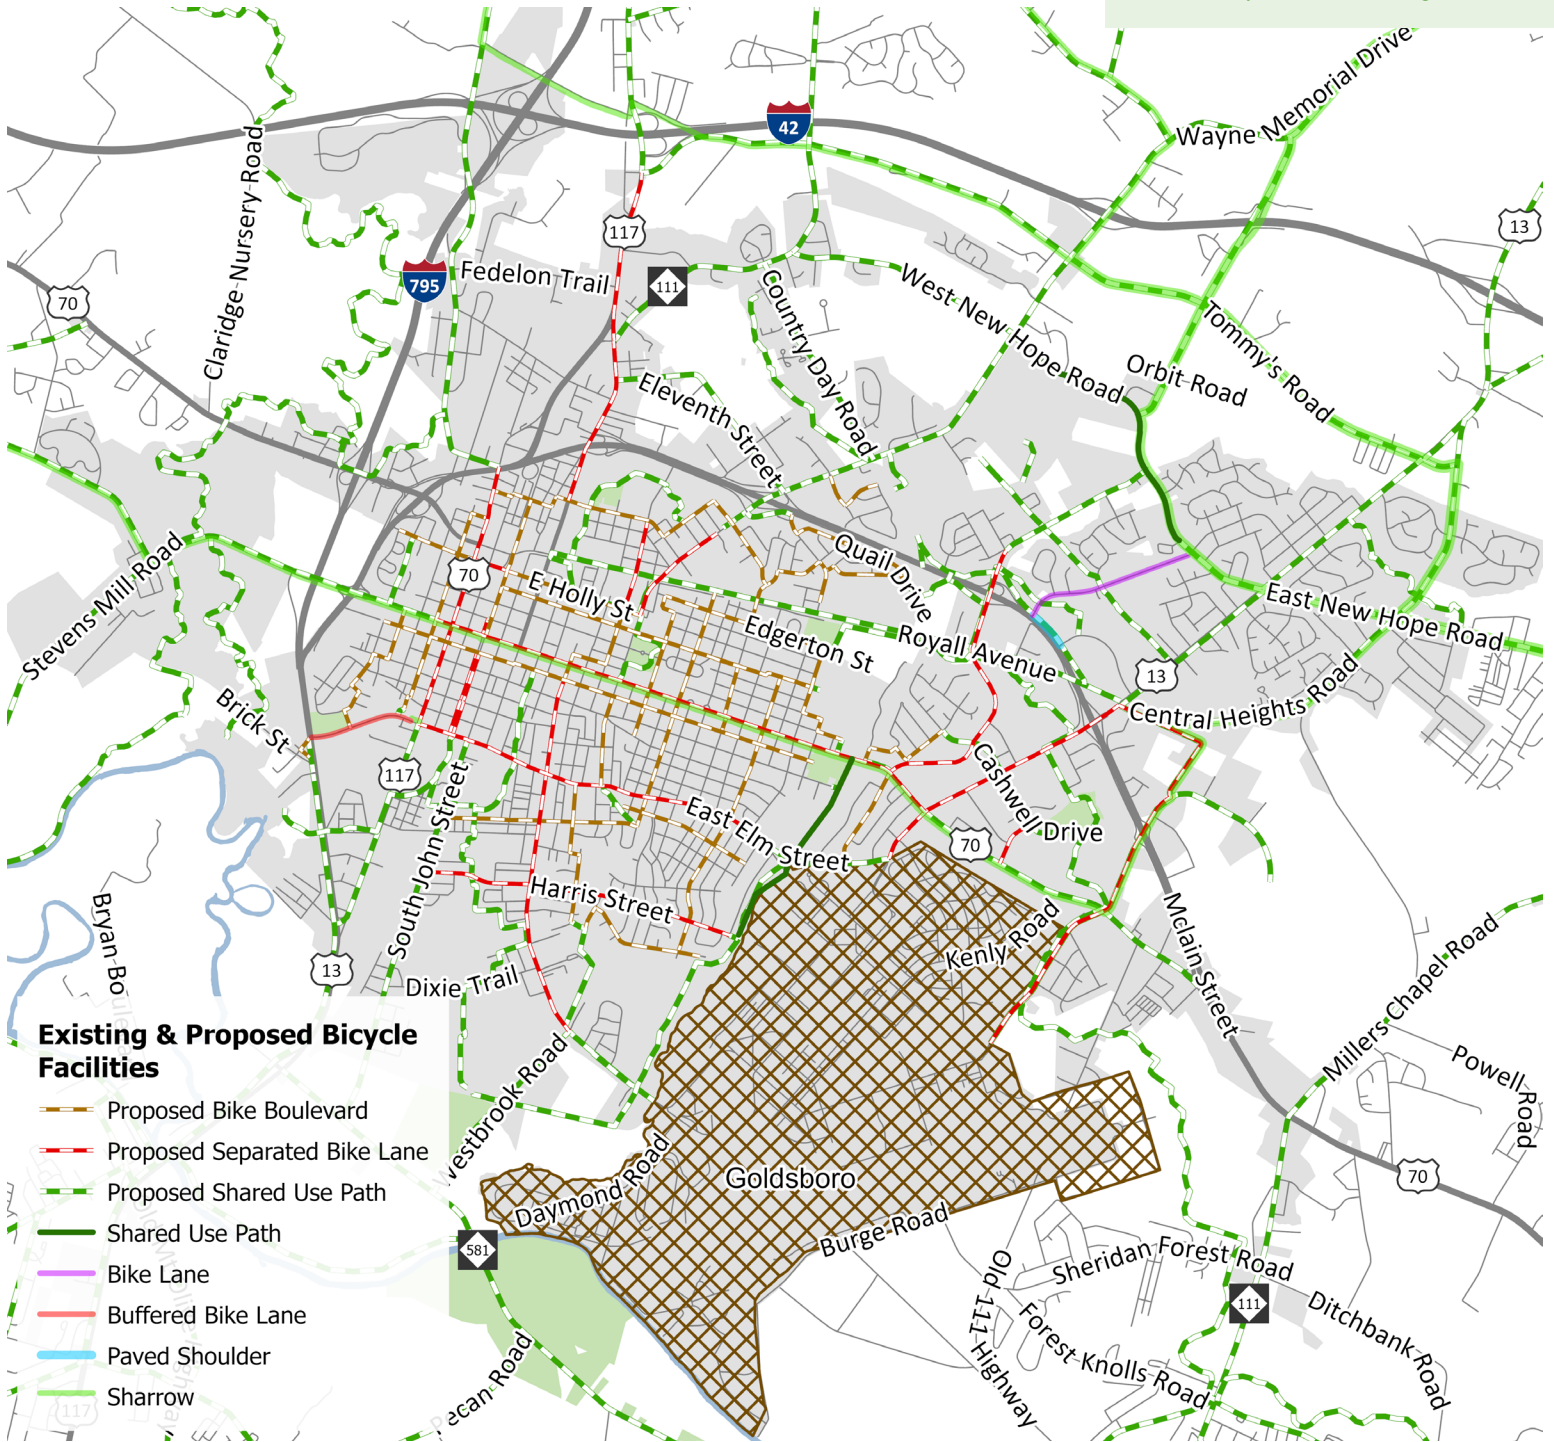 Wayne Memorial Drive
42
13
117
Fedelon Trail
111
795
70
Claridge Nursery Road
Country Day Road
West New Hope Road
Tommy's Road
Orbit Road
Eleventh Street
Quail Drive
70
E Holly St
Edgerton St
Royall Avenue
East New Hope Road
Stevens Mill Road
13
Central Heights Road
Brick St
117
Cashwell Drive
South John Street
East Elm Street
70
Harris Street
Kenly Road
Mclain Street
Millers Chapel Road
Bryan Boulevard
13
Dixie Trail
Existing & Proposed Bicycle
Facilities
Proposed Bike Boulevard
Proposed Separated Bike Lane
Proposed Shared Use Path
Shared Use Path
Bike Lane
Buffered Bike Lane
Paved Shoulder
Sharrow
117
Westbrook Road
Powell Road
Daymond Road
Goldsboro
70
Burge Road
581
Old 111 Highway
Sheridan Forest Road
111
Ditchbank Road
Forest Knolls Road
Pecan Road